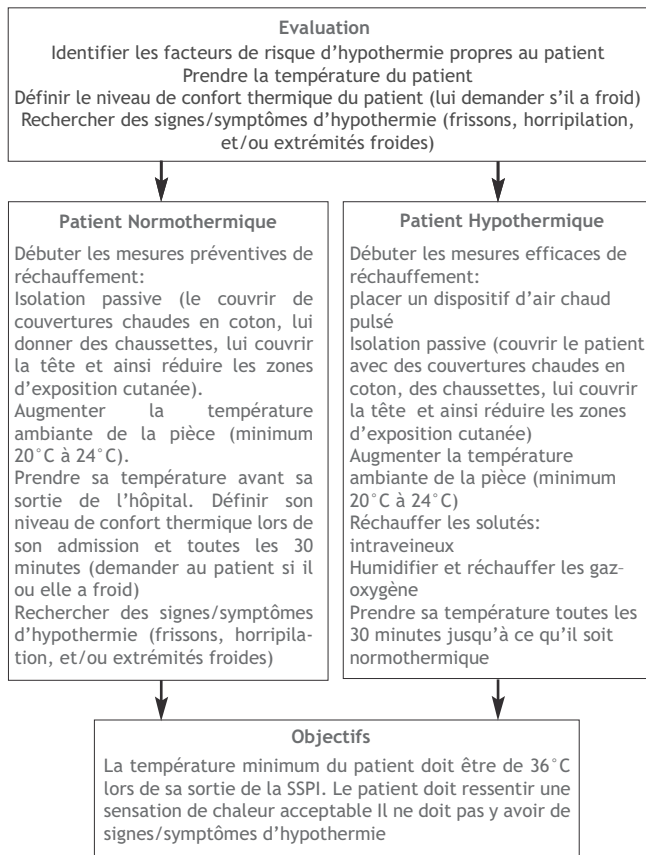 Evaluation
Identifier les facteurs de risque d’hypothermie propres au patient
Prendre la température du patient
Définir le niveau de confort thermique du patient (lui demander s’il a froid)
Rechercher des signes/symptômes d’hypothermie (frissons, horripilation,
et/ou extrémités froides)
Patient Normothermique
Débuter les mesures préventives de
réchauffement:
Isolation passive (le couvrir de
couvertures chaudes en coton, lui
donner des chaussettes, lui couvrir
la tête et ainsi réduire les zones
d’exposition cutanée).
Augmenter la température
ambiante de la pièce (minimum
20°C à 24°C).
Prendre sa température avant sa
sortie de l’hôpital. Définir son
niveau de confort thermique lors de
son admission et toutes les 30
minutes (demander au patient si il
ou elle a froid)
Rechercher des signes/symptômes
d’hypothermie (frissons, horripila-
tion, et/ou extrémités froides)
Patient Hypothermique
Débuter les mesures efficaces de
réchauffement:
placer un dispositif d’air chaud
pulsé
Isolation passive (couvrir le patient
avec des couvertures chaudes en
coton, des chaussettes, lui couvrir
la tête et ainsi réduire les zones
d’exposition cutanée)
Augmenter la température
ambiante de la pièce (minimum
20°C à 24°C)
Réchauffer les solutés:
intraveineux
Humidifier et réchauffer les gaz–
oxygène
Prendre sa température toutes les
30 minutes jusqu’à ce qu’il soit
normothermique
Objectifs
La température minimum du patient doit être de 36°C
lors de sa sortie de la SSPI. Le patient doit ressentir une
sensation de chaleur acceptable Il ne doit pas y avoir de
signes/symptômes d’hypothermie